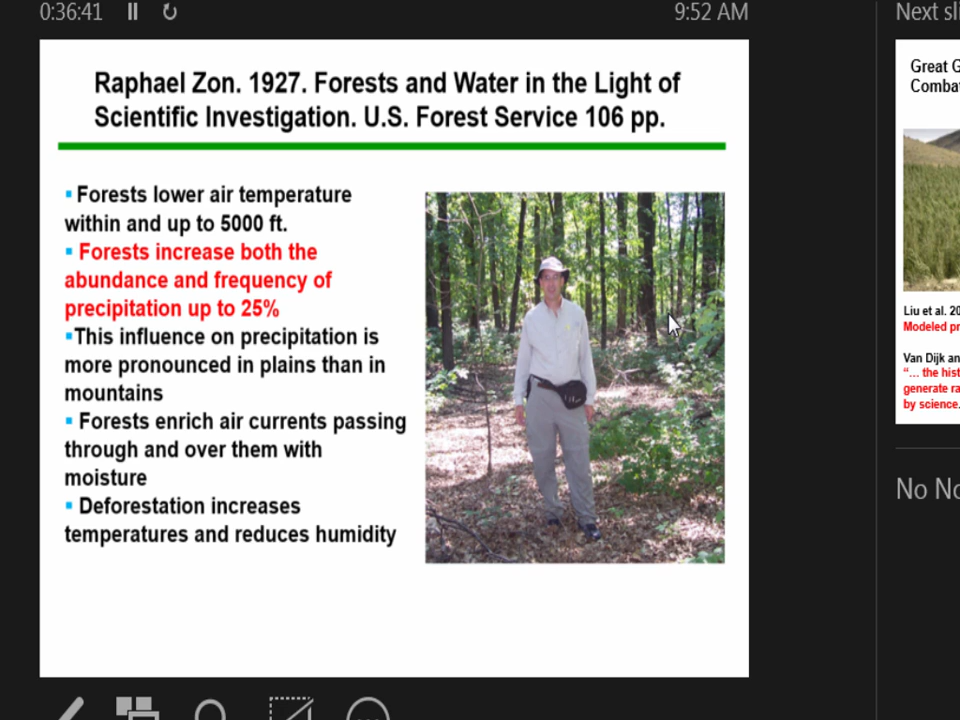 0:36:41
9:52 AM
Next sli
Raphael Zon. 1927. Forests and Water in the Light of
Scientific Investigation. U.S. Forest Service 106 pp.
▪ Forests lower air temperature
within and up to 5000 ft.
▪ Forests increase both the
abundance and frequency of
precipitation up to 25%
▪This influence on precipitation is
more pronounced in plains than in
mountains
▪ Forests enrich air currents passing
through and over them with
moisture
▪ Deforestation increases
temperatures and reduces humidity
Great G
Comba
Liu et al. 20
Modeled pr
Van Dijk an
"... the hist
generate ra
by science.
No No